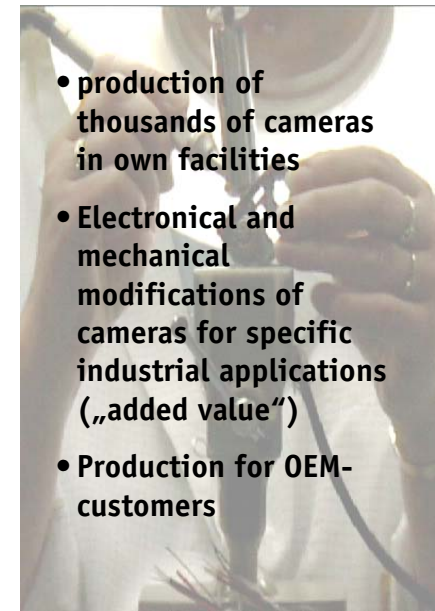 • production of
thousands of cameras
in own facilities
• Electronical and
mechanical
modifications of
cameras for specific
industrial applications
(„added value“)
• Production for OEM-
customers